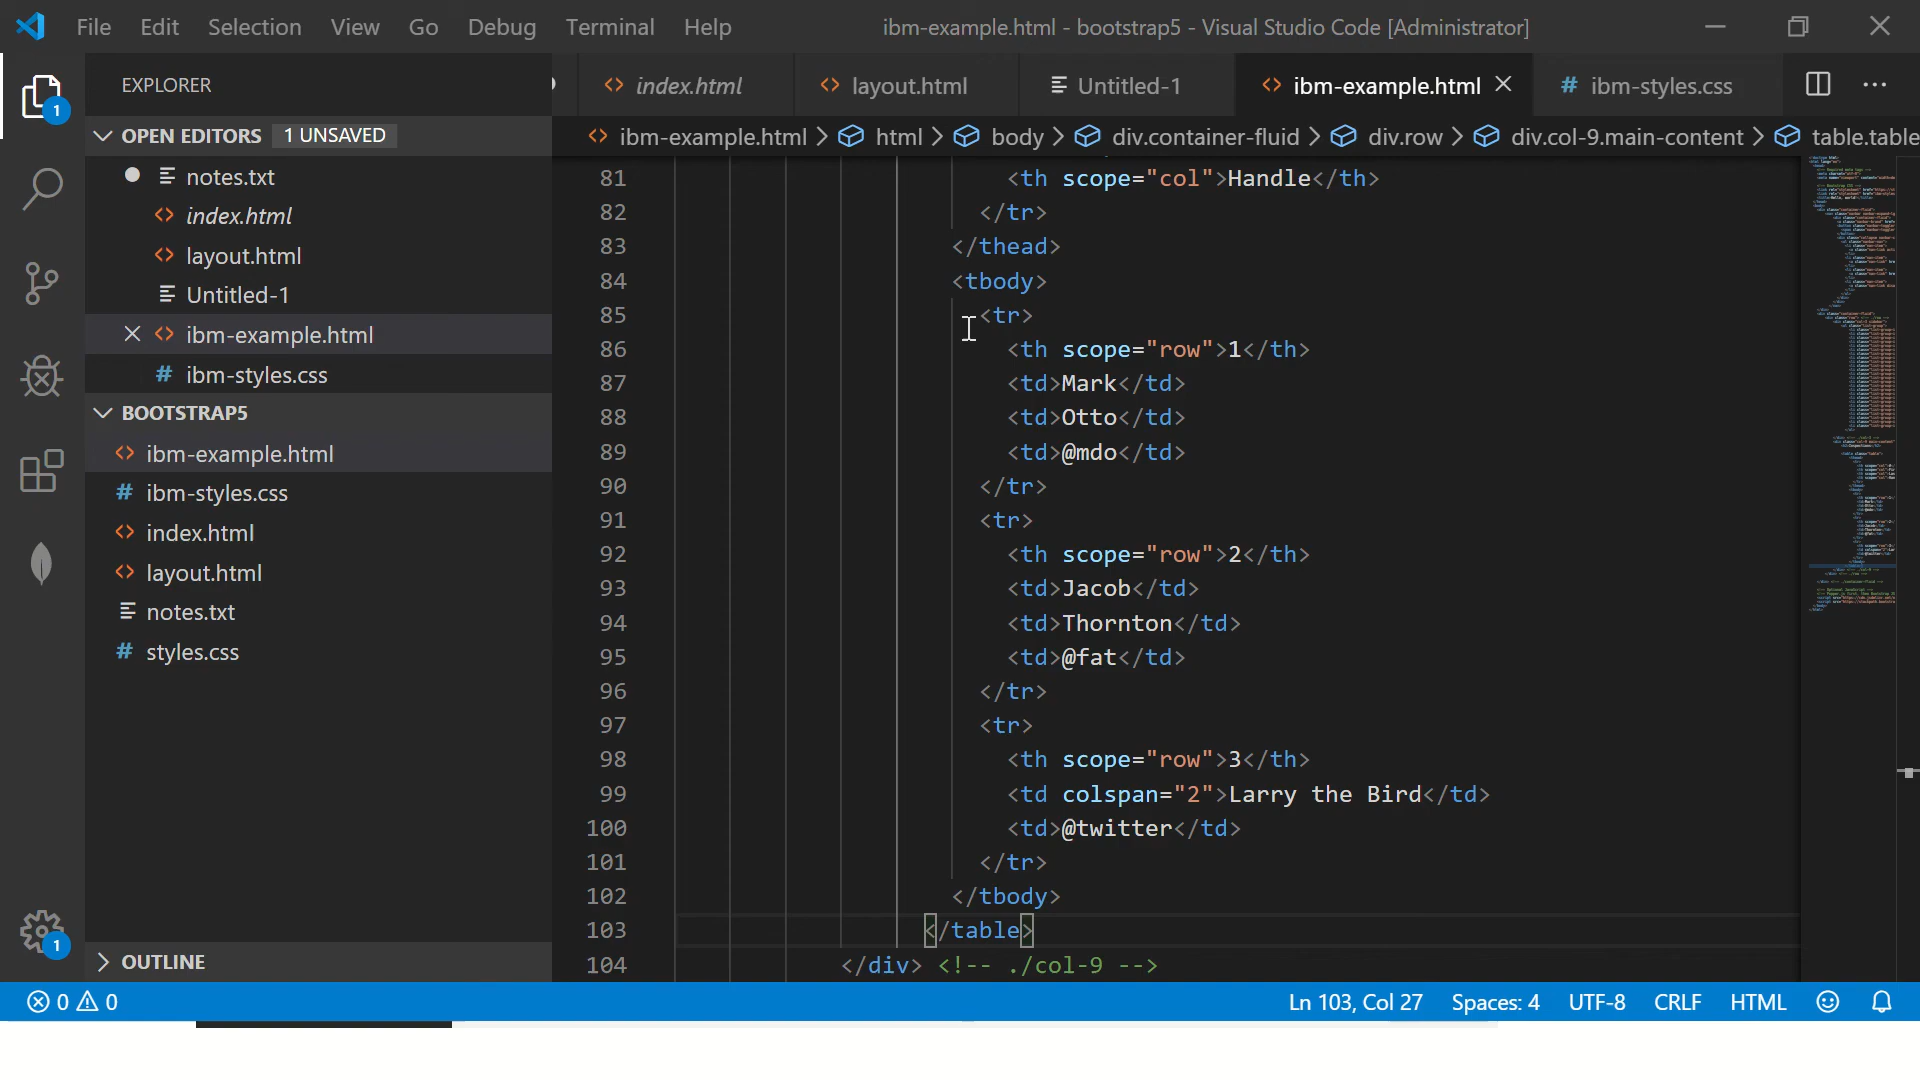 File Edit Selection View Go Debug Terminal Help ibm-example.html - bootstrap5 - Visual Studio Code [Administrator]
EXPLORER
index.html layout.html Untitled-1 ibm-example.html ibm-styles.css
OPEN EDITORS 1 UNSAVED
ibm-example.html > html > body > div.container-fluid > div.row > div.col-9.main-content > table.table
notes.txt
index.html
layout.html
Untitled-1
ibm-example.html
ibm-styles.css
BOOTSTRAP5
ibm-example.html
ibm-styles.css
index.html
layout.html
notes.txt
styles.css
OUTLINE
1
1
81 <th scope="col">Handle</th>
82 </tr>
83 </thead>
84 <tbody>
85 <tr>
86 <th scope="row">1</th>
87 <td>Mark</td>
88 <td>Otto</td>
89 <td>@mdo</td>
90 </tr>
91 <tr>
92 <th scope="row">2</th>
93 <td>Jacob</td>
94 <td>Thornton</td>
95 <td>@fat</td>
96 </tr>
97 <tr>
98 <th scope="row">3</th>
99 <td colspan="2">Larry the Bird</td>
100 <td>@twitter</td>
101 </tr>
102 </tbody>
103 </table>
104 </div> <!-- ./col-9 -->
0 0 Ln 103, Col 27 Spaces: 4 UTF-8 CRLF HTML